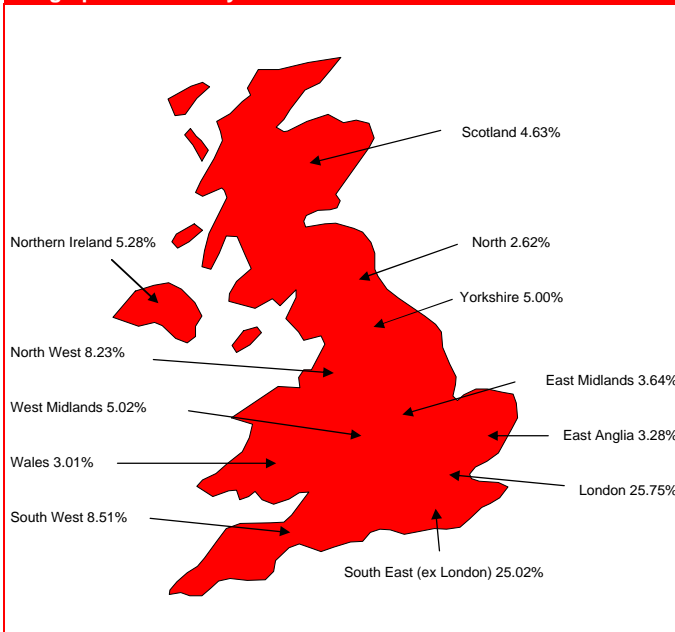 Scotland 4.63%
Northern Ireland 5.28%
North 2.62%
Yorkshire 5.00%
North West 8.23%
East Midlands 3.64%
West Midlands 5.02%
East Anglia 3.28%
Wales 3.01%
London 25.75%
South West 8.51%
South East (ex London) 25.02%